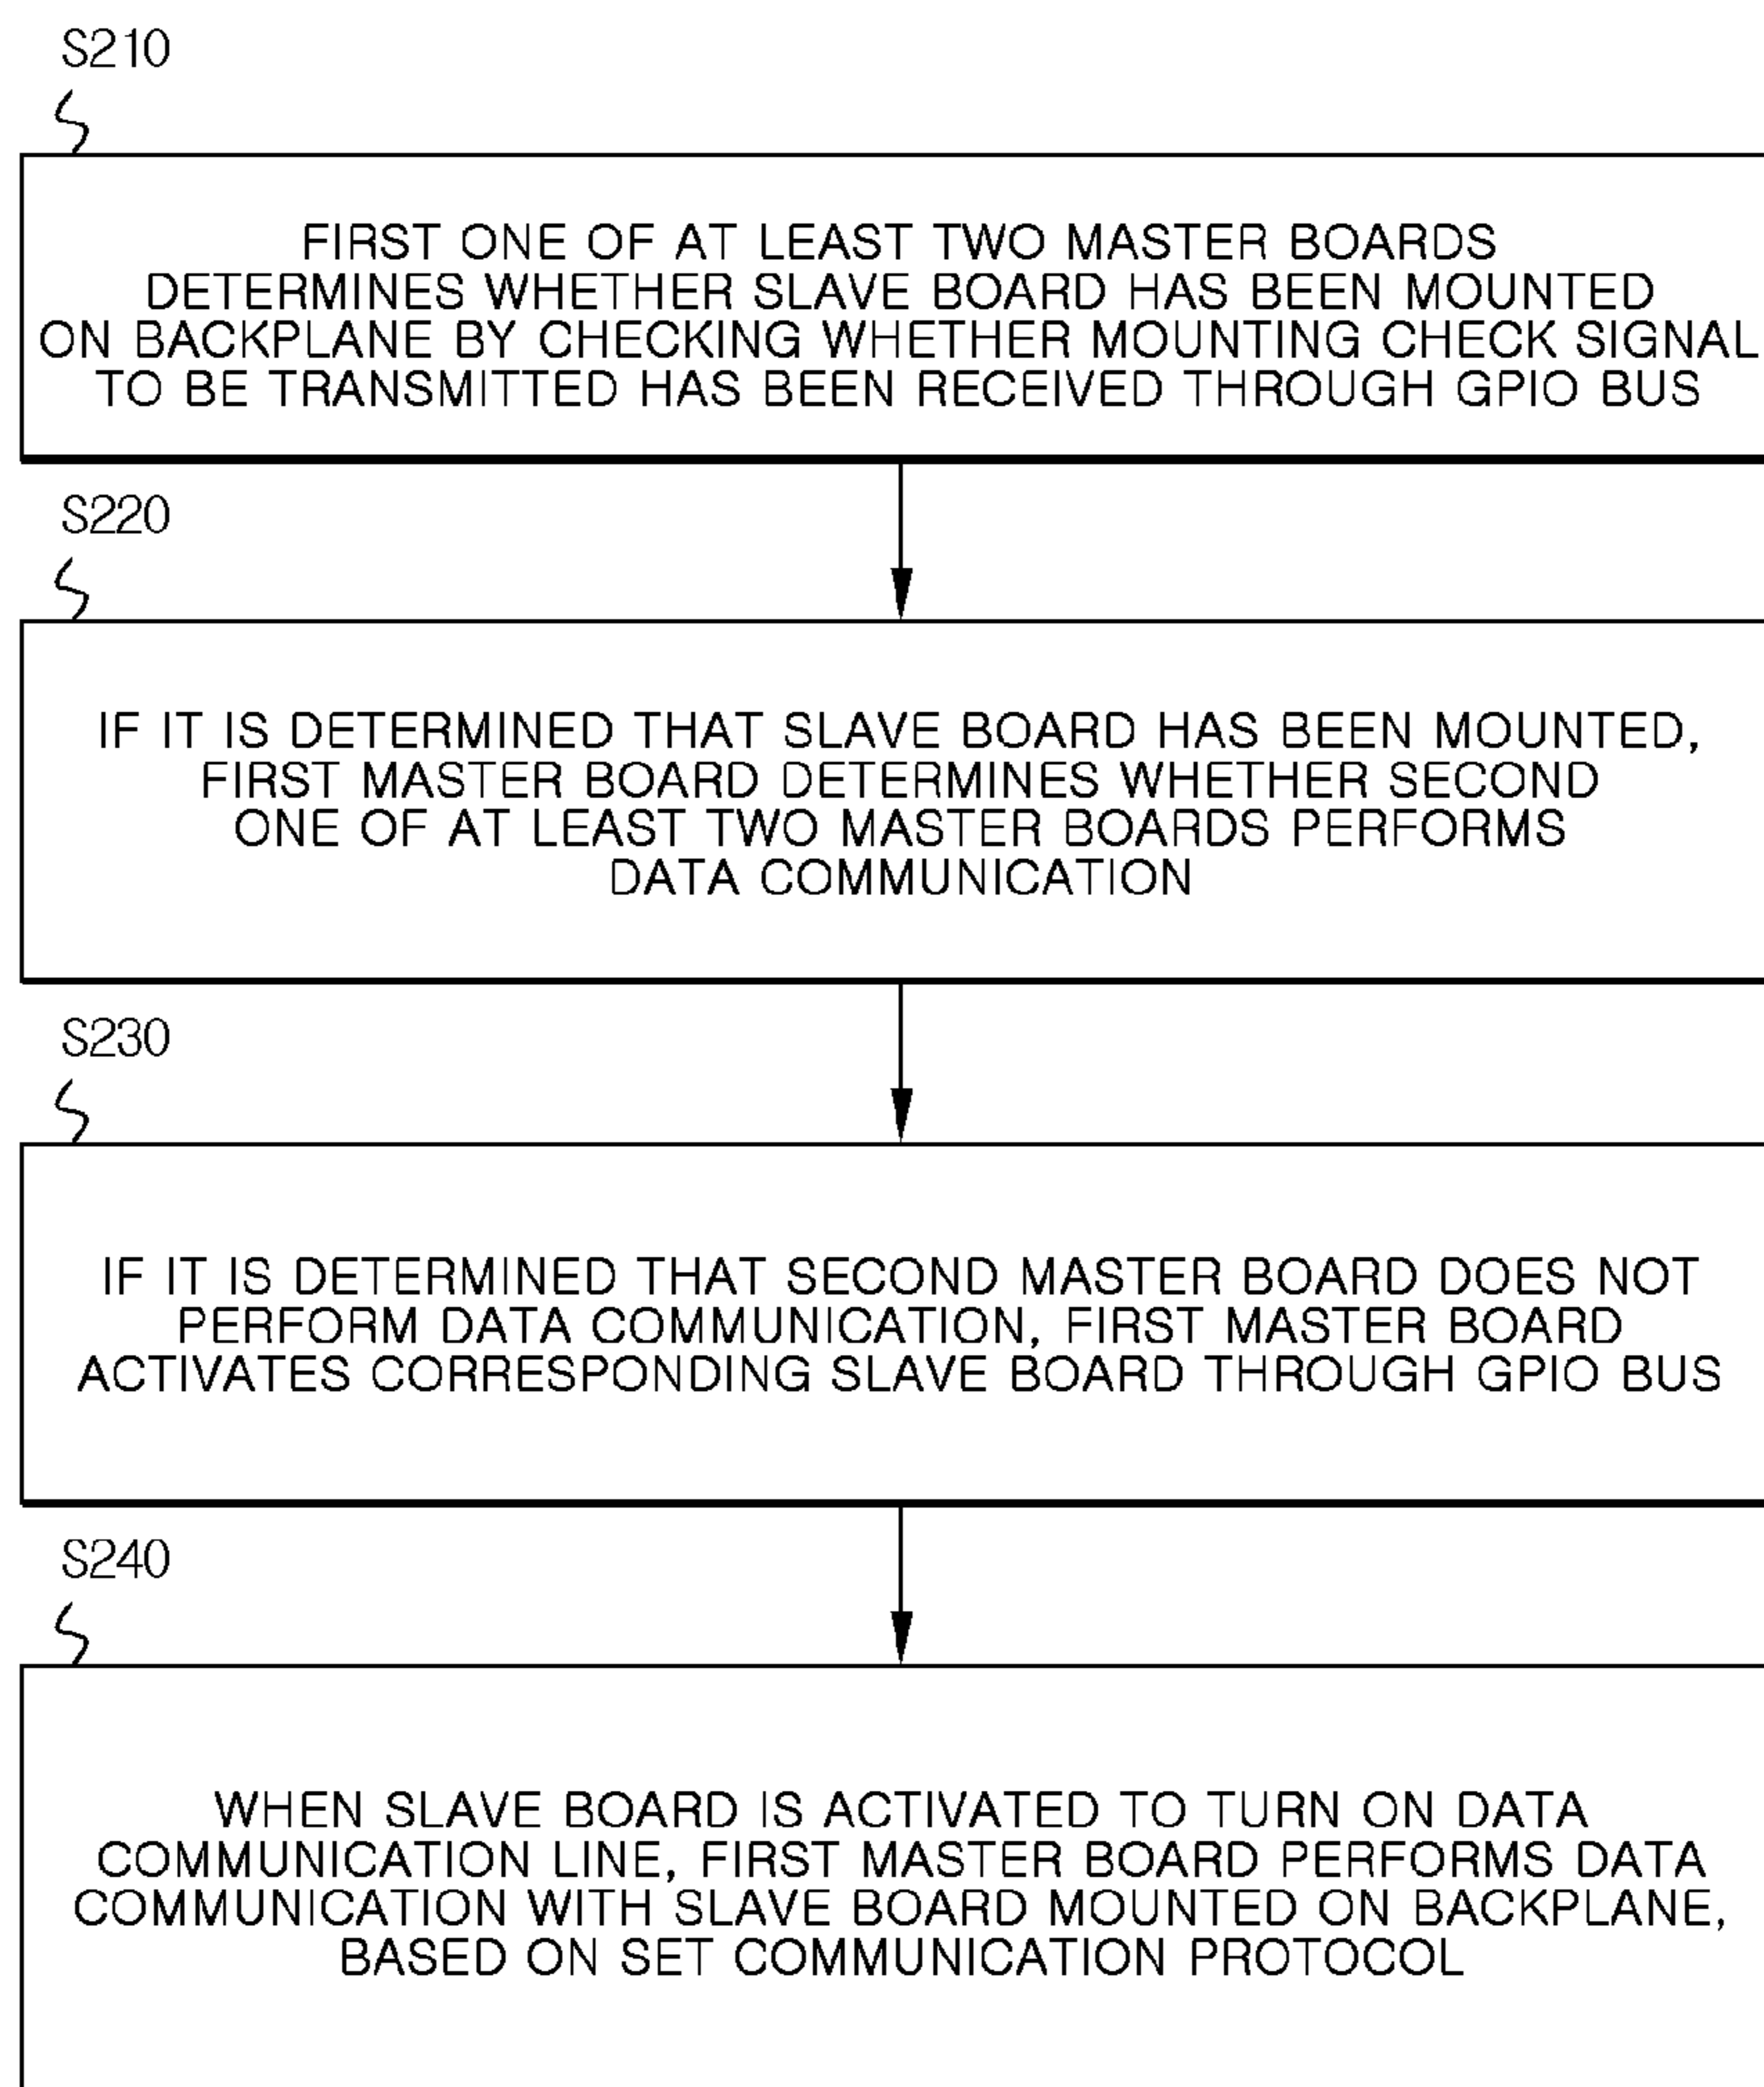 S210
FIRST ONE OF AT LEAST TWO MASTER BOARDS
DETERMINES WHETHER SLAVE BOARD HAS BEEN MOUNTED
ON BACKPLANE BY CHECKING WHETHER MOUNTING CHECK SIGNAL
TO BE TRANSMITTED HAS BEEN RECEIVED THROUGH GPIO BUS
S220
IF IT IS DETERMINED THAT SLAVE BOARD HAS BEEN MOUNTED,
FIRST MASTER BOARD DETERMINES WHETHER SECOND
ONE OF AT LEAST TWO MASTER BOARDS PERFORMS
DATA COMMUNICATION
S230
IF IT IS DETERMINED THAT SECOND MASTER BOARD DOES NOT
PERFORM DATA COMMUNICATION, FIRST MASTER BOARD
ACTIVATES CORRESPONDING SLAVE BOARD THROUGH GPIO BUS
S240
WHEN SLAVE BOARD IS ACTIVATED TO TURN ON DATA
COMMUNICATION LINE, FIRST MASTER BOARD PERFORMS DATA
COMMUNICATION WITH SLAVE BOARD MOUNTED ON BACKPLANE,
BASED ON SET COMMUNICATION PROTOCOL